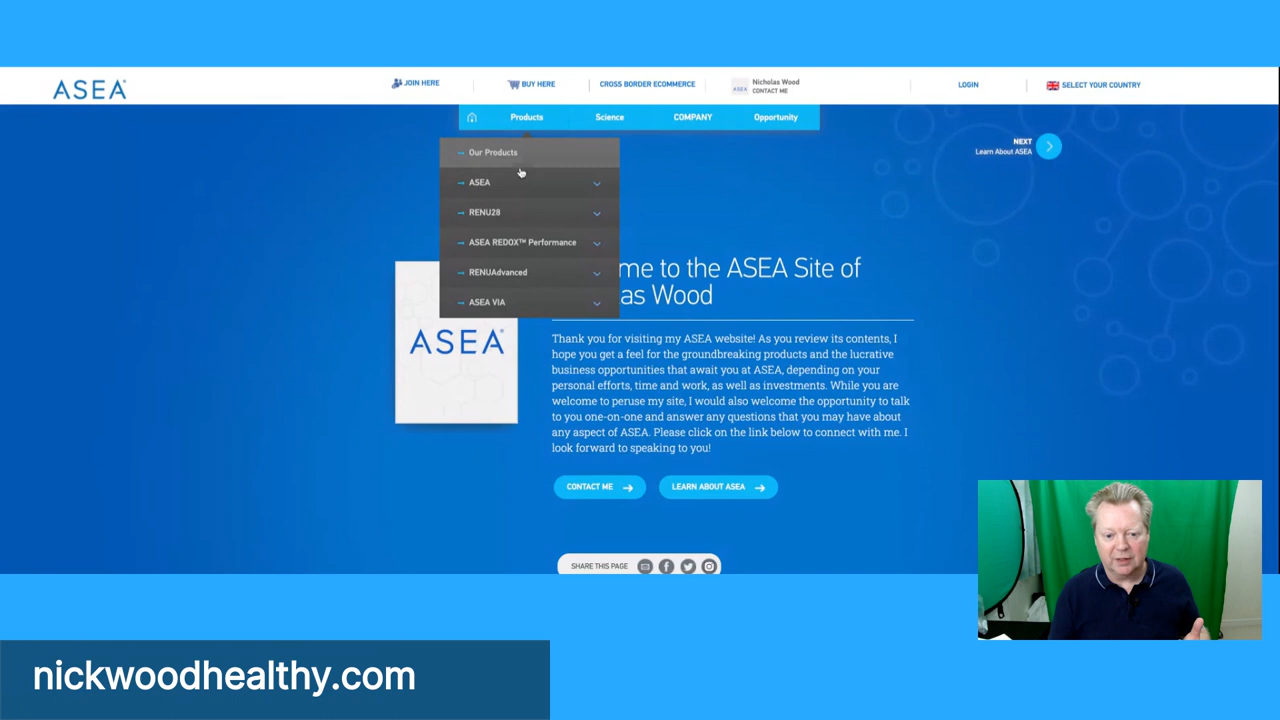 ASEA
JOIN HERE
BUY HERE
CROSS BORDER ECOMMERCE
ASEA
Nicholas Wood
CONTACT ME
LOGIN
SELECT YOUR COUNTRY
Products
Science
COMPANY
Opportunity
NEXT
Learn About ASEA
Our Products
ASEA
RENU28
ASEA REDOX™ Performance
RENUAdvanced
ASEA VIA
ASEA
me to the ASEA Site of
as Wood
Thank you for visiting my ASEA website! As you review its contents, I
hope you get a feel for the groundbreaking products and the lucrative
business opportunities that await you at ASEA, depending on your
personal efforts, time and work, as well as investments. While you are
welcome to peruse my site, I would also welcome the opportunity to talk
to you one-on-one and answer any questions that you may have about
any aspect of ASEA. Please click on the link below to connect with me. I
look forward to speaking to you!
CONTACT ME
LEARN ABOUT ASEA
SHARE THIS PAGE
nickwoodhealthy.com